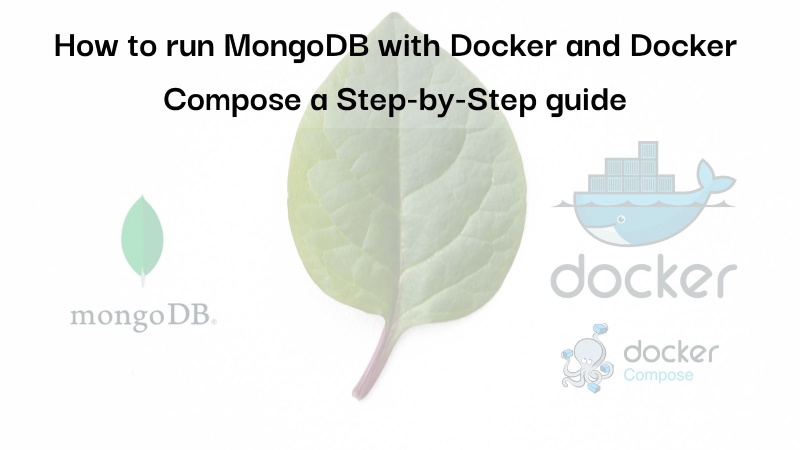 How to run MongoDB with Docker and Docker
Compose a Step-by-Step guide
mongoDB®
docker
docker
Compose